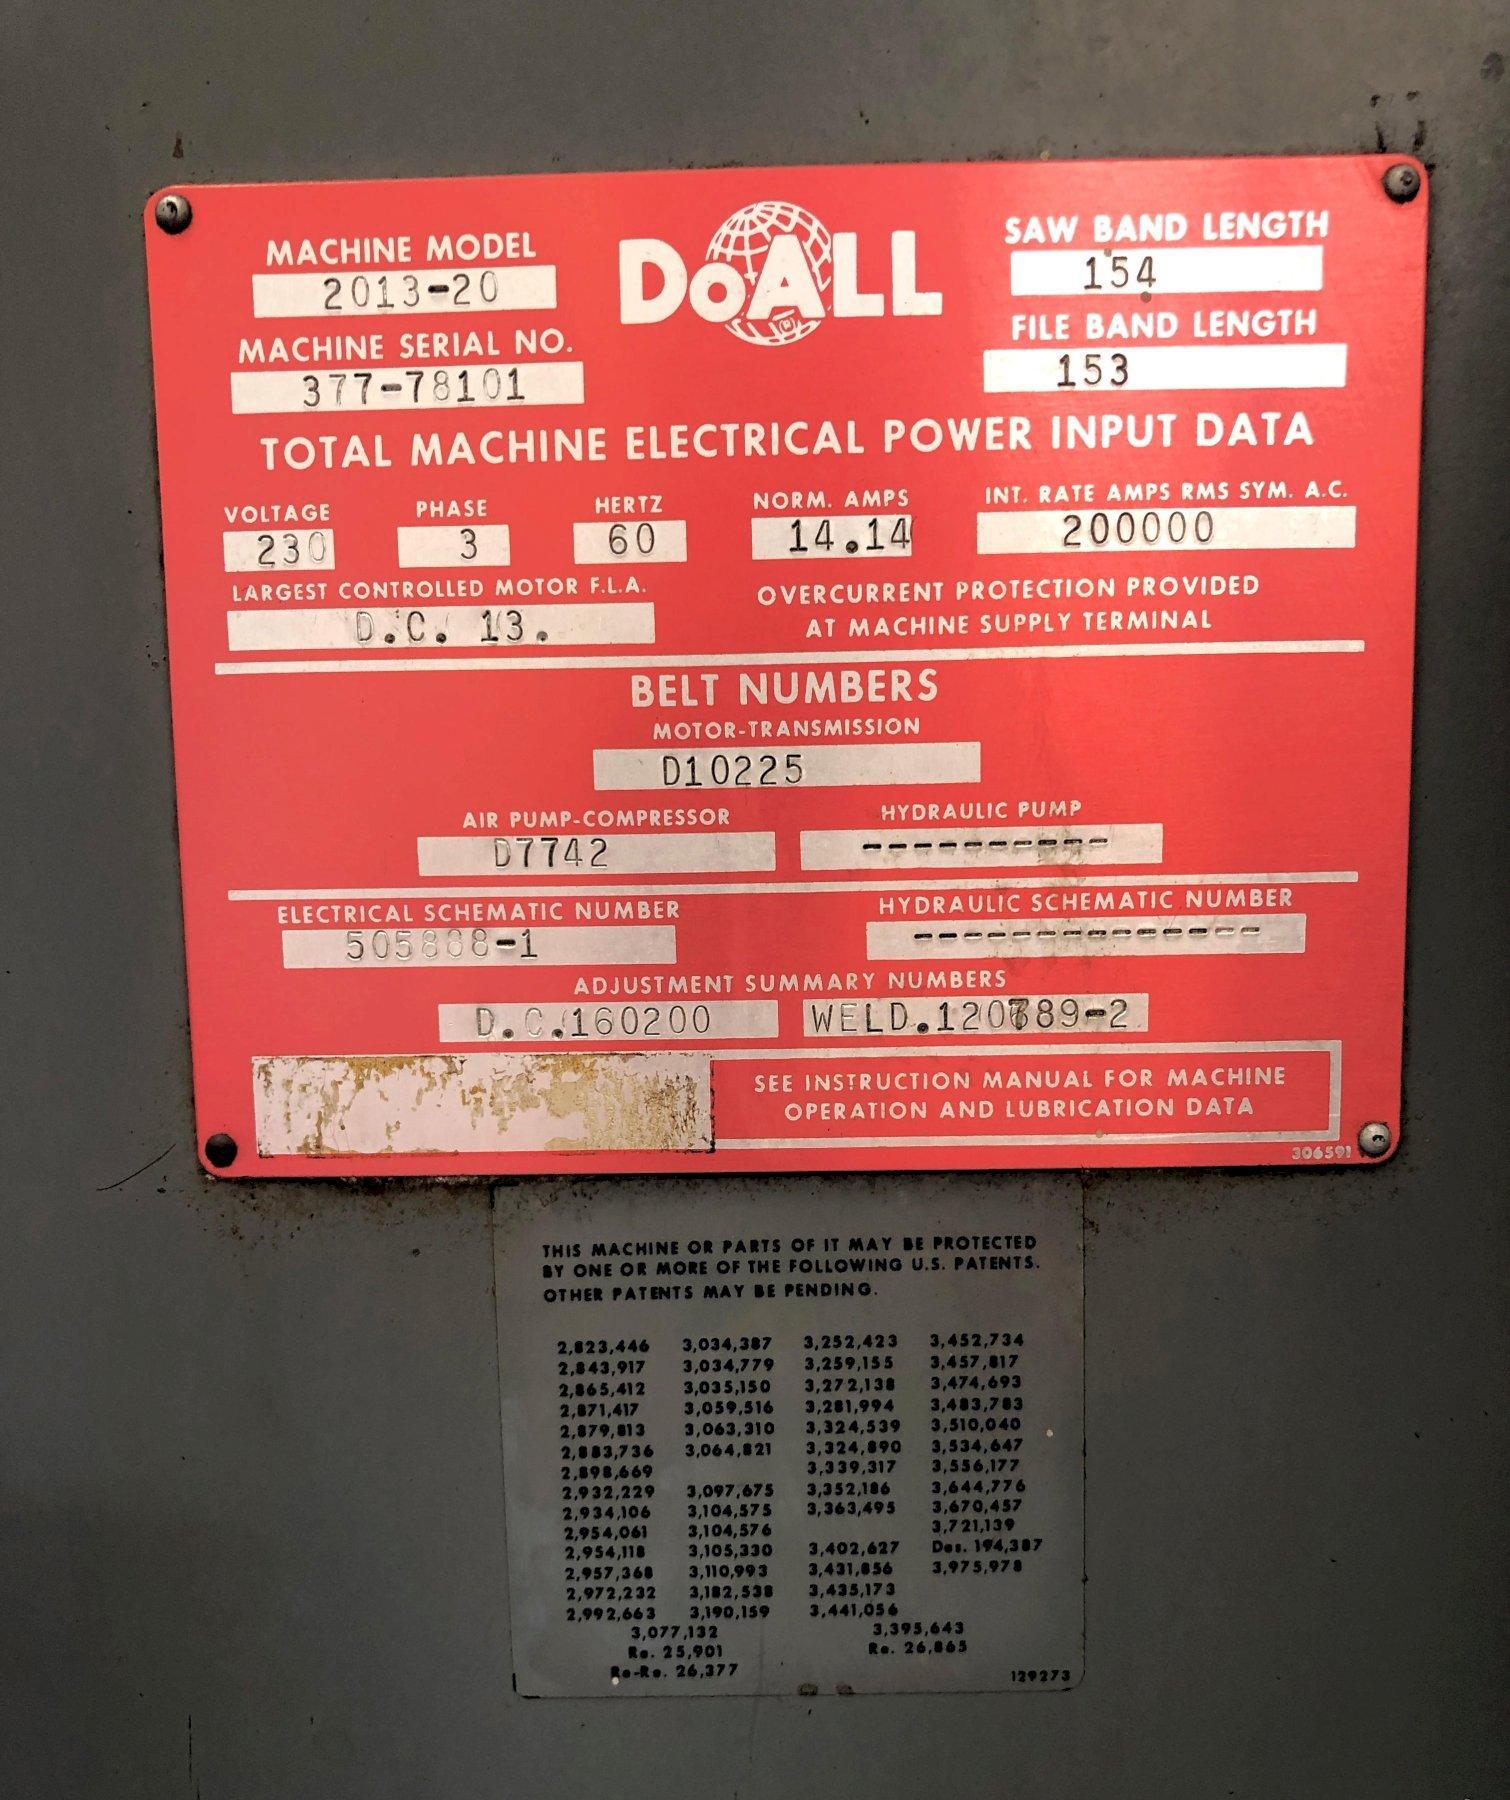 DOALL
MACHINE MODEL
2013-20
MACHINE SERIAL NO.
377-78101
SAW BAND LENGTH
154
FILE BAND LENGTH
153
TOTAL MACHINE ELECTRICAL POWER INPUT DATA
VOLTAGE PHASE HERTZ NORM. AMPS INT. RATE AMPS RMS SYM. A.C.
230 3 60 14.14 200000
LARGEST CONTROLLED MOTOR F.L.A.
D.C. 13.
OVERCURRENT PROTECTION PROVIDED
AT MACHINE SUPPLY TERMINAL
BELT NUMBERS
MOTOR-TRANSMISSION
D10225
AIR PUMP-COMPRESSOR HYDRAULIC PUMP
D7742 ----------
ELECTRICAL SCHEMATIC NUMBER HYDRAULIC SCHEMATIC NUMBER
505888-1 --------------
ADJUSTMENT SUMMARY NUMBERS
D.C.160200 WELD.120789-2
SEE INSTRUCTION MANUAL FOR MACHINE
OPERATION AND LUBRICATION DATA
306591
THIS MACHINE OR PARTS OF IT MAY BE PROTECTED
BY ONE OR MORE OF THE FOLLOWING U.S. PATENTS.
OTHER PATENTS MAY BE PENDING.
2,823,446 3,034,387 3,252,423 3,452,734
2,843,917 3,034,779 3,259,155 3,457,817
2,865,412 3,035,150 3,272,138 3,474,693
2,871,417 3,059,516 3,281,994 3,483,783
2,879,813 3,063,310 3,324,539 3,510,040
2,883,736 3,064,821 3,324,890 3,534,647
2,898,669 3,339,317 3,556,177
2,932,229 3,097,675 3,352,186 3,644,776
2,934,106 3,104,575 3,363,495 3,670,457
2,954,061 3,104,576 3,721,139
2,954,118 3,105,330 3,402,627 Des. 194,387
2,957,368 3,110,993 3,431,856 3,975,978
2,972,232 3,182,538 3,435,173
2,992,663 3,190,159 3,441,056
3,077,132 3,395,643
Re. 25,901 Re. 26,865
Re-Re. 26,377
129273